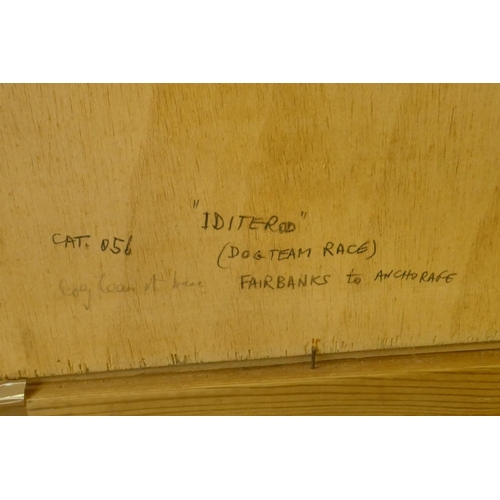 "IDITEROD"
CAT. 056
(DOGTEAM RACE)
FAIRBANKS to ANCHORAGE